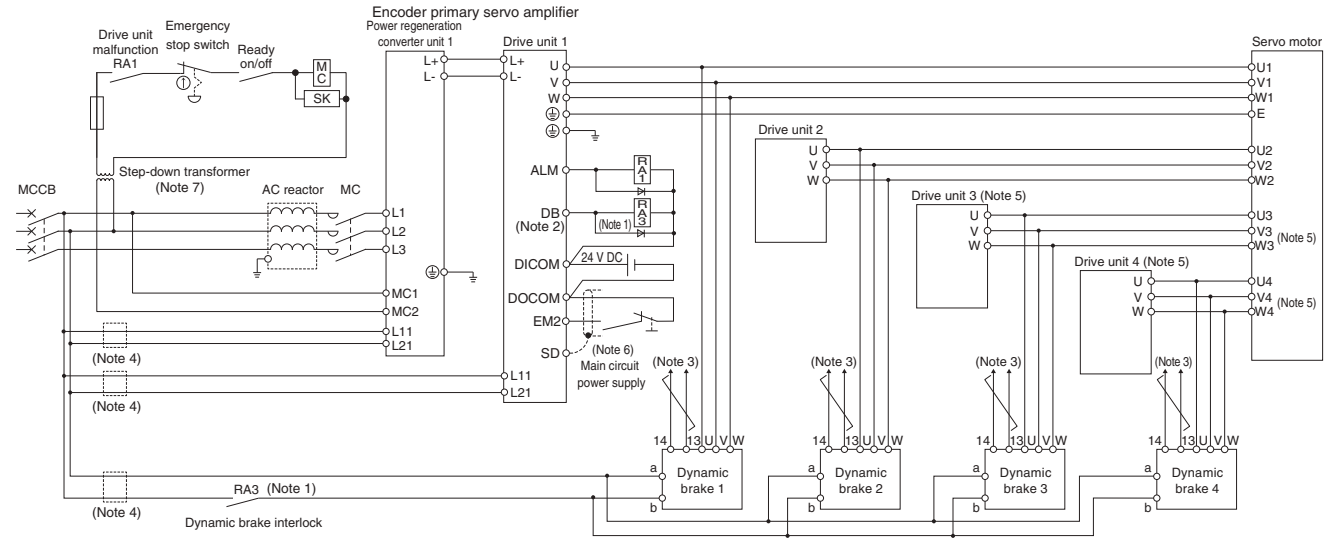 Encoder primary servo amplifier
Drive unit
malfunction
RA1
Emergency
stop switch
Ready
on/off
M
C
SK
Power regeneration
converter unit 1
L+
L-
Drive unit 1
L+
L-
U
V
W
Servo motor
U1
V1
W1
E
Drive unit 2
U
V
W
U2
V2
W2
Drive unit 3 (Note 5)
U
V
W
U3
V3
W3
(Note 5)
Drive unit 4 (Note 5)
U
V
W
U4
V4
W4
(Note 5)
Step-down transformer
(Note 7)
MCCB
AC reactor
MC
L1
L2
L3
MC1
MC2
L11
L21
ALM
R
A
1
DB
(Note 2)
(Note 1)
R
A
3
DICOM
24 V DC
DOCOM
EM2
SD
(Note 6)
Main circuit
power supply
L11
L21
(Note 4)
(Note 4)
(Note 4)
RA3 (Note 1)
Dynamic brake interlock
(Note 3)
14
13
U
V
W
a
b
Dynamic
brake 1
(Note 3)
14
13
U
V
W
a
b
Dynamic
brake 2
(Note 3)
14
13
U
V
W
a
b
Dynamic
brake 3
(Note 3)
14
13
U
V
W
a
b
Dynamic
brake 4